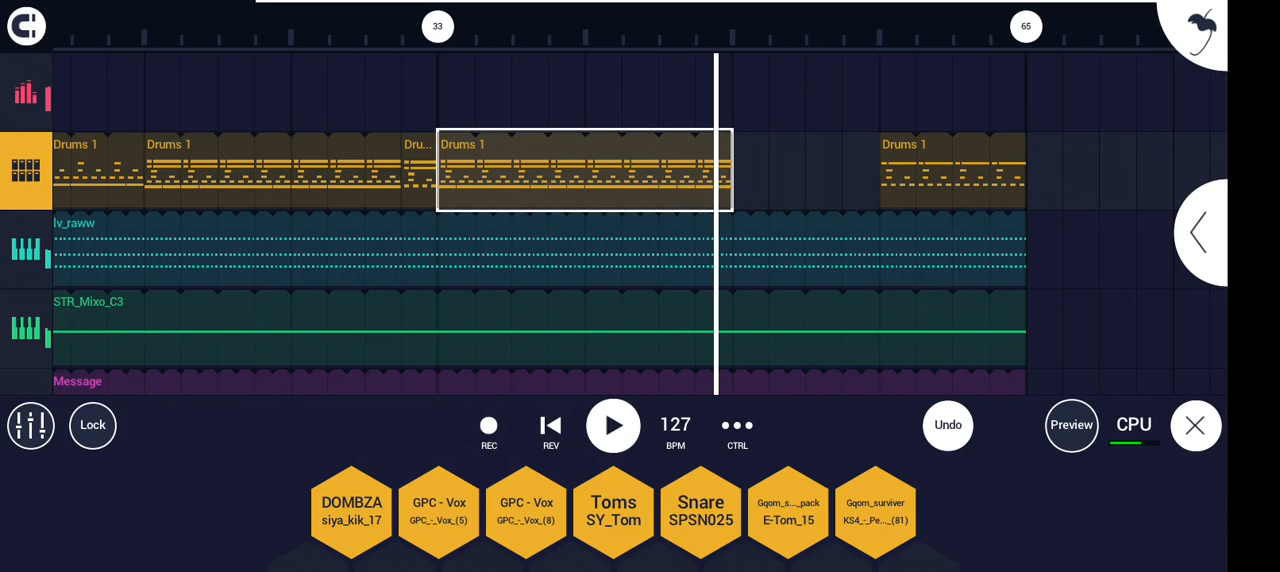 33
65
Drums 1
Drums 1
Dru...
Drums 1
Drums 1
lv_raww
STR_Mixo_C3
Message
Lock
REC
REV
127
BPM
CTRL
Undo
Preview
CPU
DOMBZA
siya_kik_17
GPC - Vox
GPC_-_Vox_(5)
GPC - Vox
GPC_-_Vox_(8)
Toms
SY_Tom
Snare
SPSN025
Gqom_s..._pack
E-Tom_15
Gqom_surviver
KS4_-_Pe..._(81)